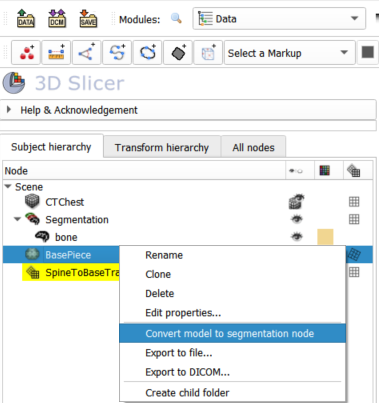 DATA
DCM
SAVE
Modules:
Data
Select a Markup
3D Slicer
Help & Acknowledgement
Subject hierarchy
Transform hierarchy
All nodes
Node
Scene
CTChest
Segmentation
bone
BasePiece
SpineToBaseTra
Rename
Clone
Delete
Edit properties...
Convert model to segmentation node
Export to file...
Export to DICOM...
Create child folder